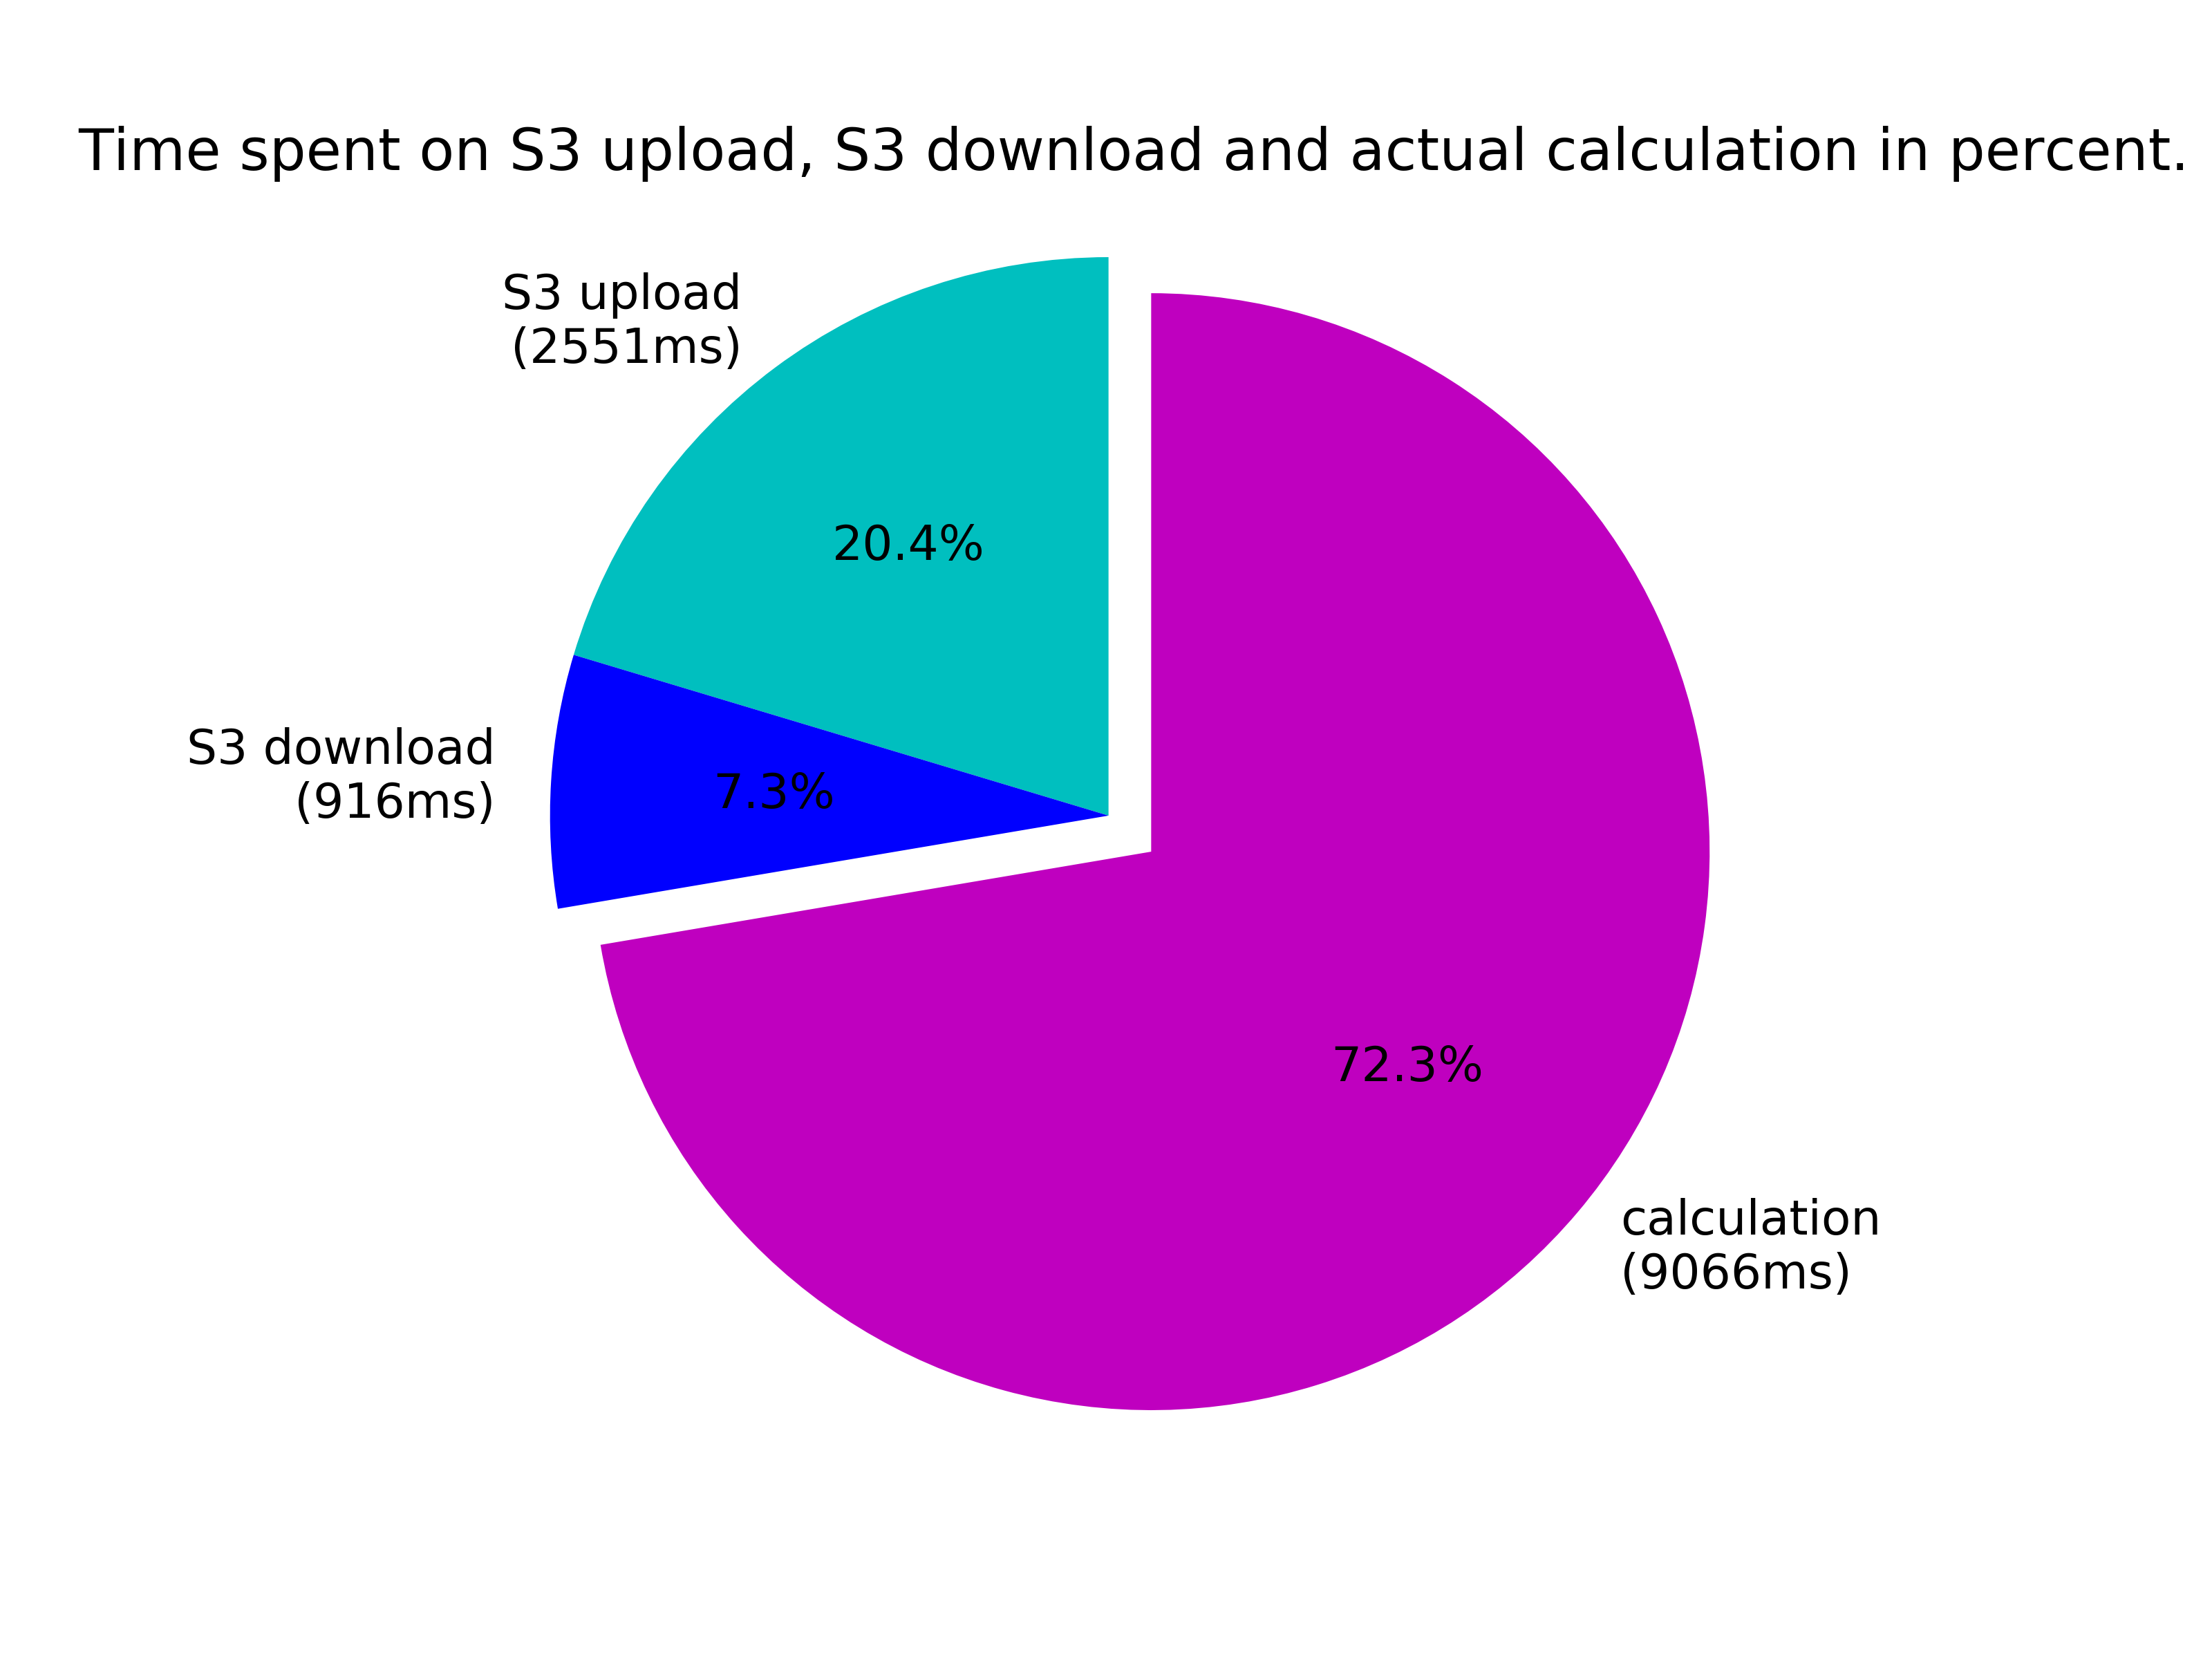 Time spent on S3 upload, S3 download and actual calculation in percent.
S3 upload
(2551ms)
20.4%
S3 download
(916ms)
7.3%
72.3%
calculation
(9066ms)